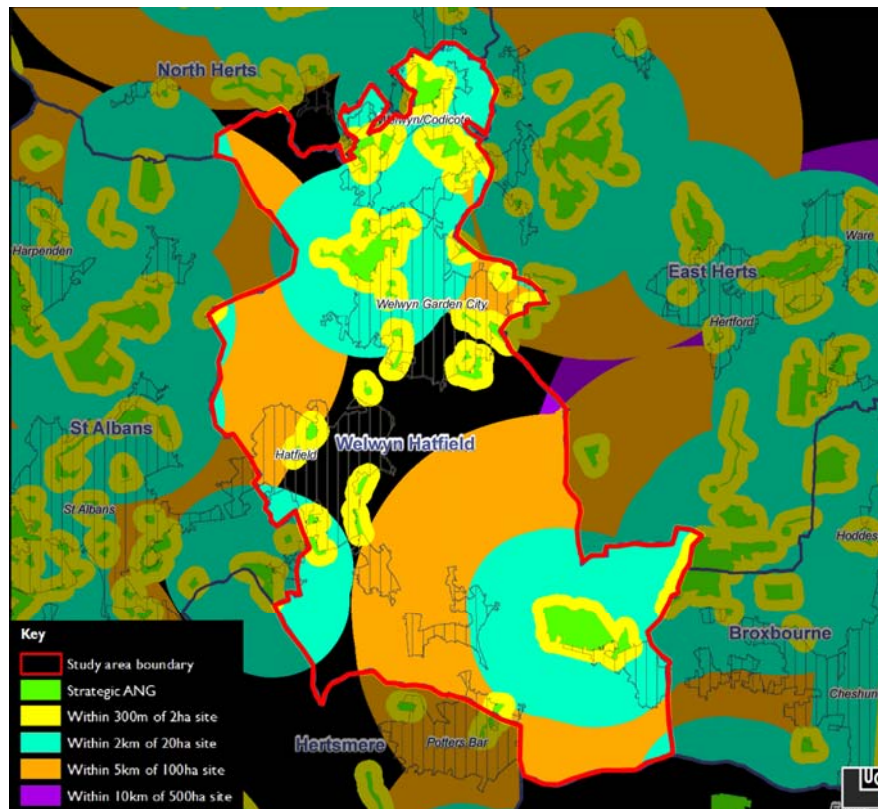 North Herts
Welwyn/Codicote
Harpenden
Ware
East Herts
Welwyn Garden City
Hertford
St Albans
Welwyn Hatfield
Hatfield
St Albans
Hoddes
Broxbourne
Cheshun
Hertsmere
Potters Bar
Key
Study area boundary
Strategic ANG
Within 300m of 2ha site
Within 2km of 20ha site
Within 5km of 100ha site
Within 10km of 500ha site